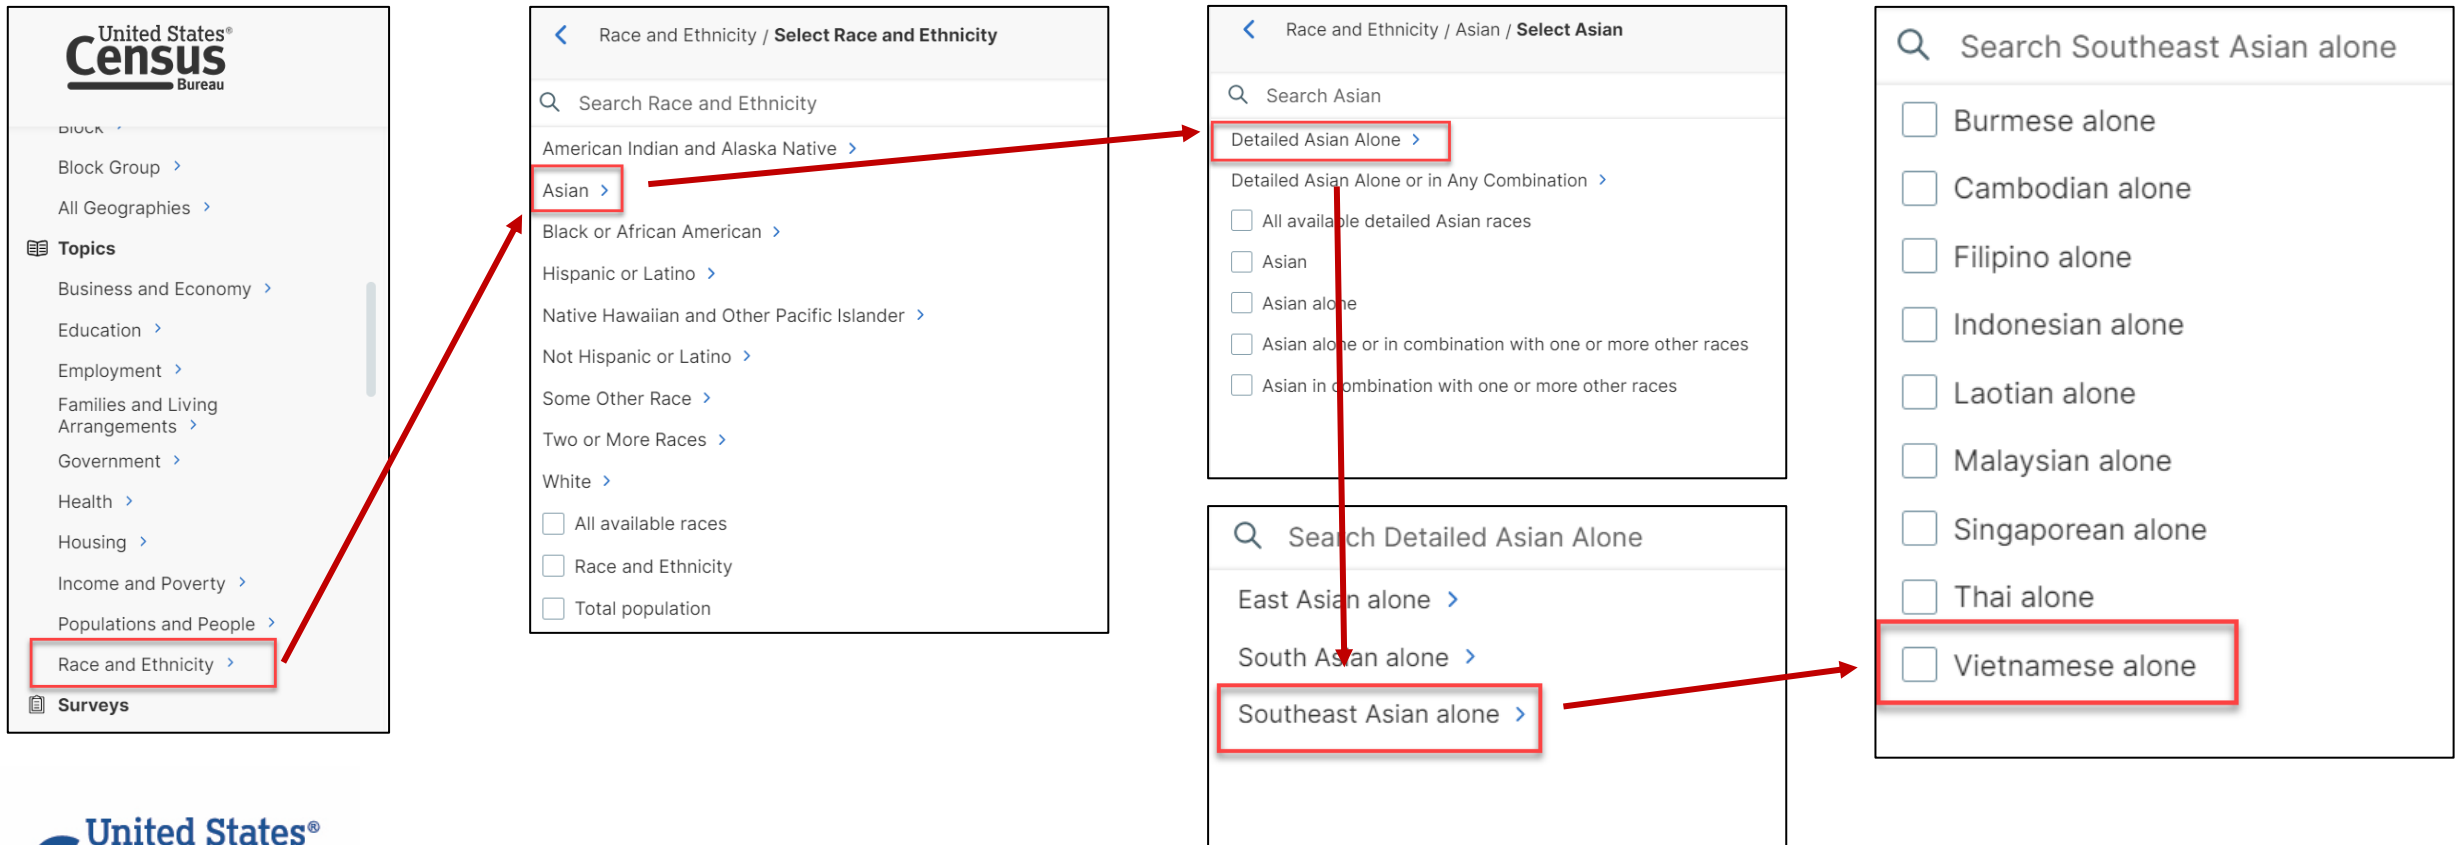 United States®
Census
Bureau
Block
Block Group
All Geographies
Topics
Business and Economy
Education
Employment
Families and Living
Arrangements
Government
Health
Housing
Income and Poverty
Populations and People
Race and Ethnicity
Surveys
Race and Ethnicity / Select Race and Ethnicity
Search Race and Ethnicity
American Indian and Alaska Native
Asian
Black or African American
Hispanic or Latino
Native Hawaiian and Other Pacific Islander
Not Hispanic or Latino
Some Other Race
Two or More Races
White
All available races
Race and Ethnicity
Total population
Race and Ethnicity / Asian / Select Asian
Search Asian
Detailed Asian Alone
Detailed Asian Alone or in Any Combination
All available detailed Asian races
Asian
Asian alone
Asian alone or in combination with one or more other races
Asian in combination with one or more other races
Search Detailed Asian Alone
East Asian alone
South Asian alone
Southeast Asian alone
Search Southeast Asian alone
Burmese alone
Cambodian alone
Filipino alone
Indonesian alone
Laotian alone
Malaysian alone
Singaporean alone
Thai alone
Vietnamese alone
United States®